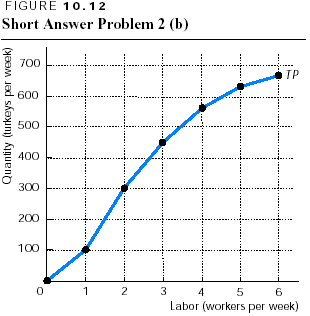 FIGURE 10.12
Short Answer Problem 2 (b)
Quantity (turkeys per week)
700
600
500
400
300
200
100
TP
0 1 2 3 4 5 6
Labor (workers per week)